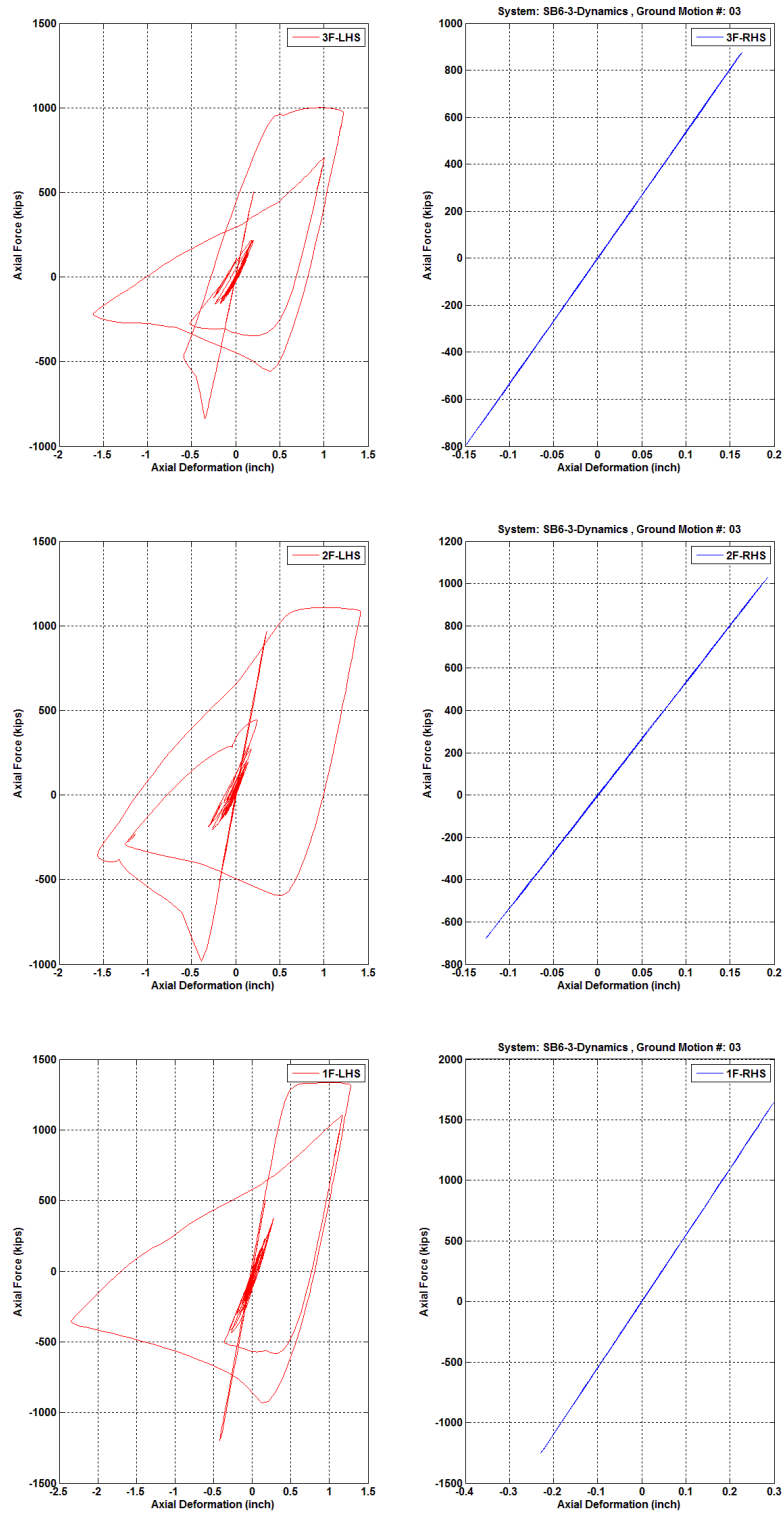 3F-LHS
1500
1000
500
0
-500
-1000
Axial Force (kips)
-2 -1.5 -1 -0.5 0 0.5 1 1.5
Axial Deformation (inch)
System: SB6-3-Dynamics , Ground Motion #: 03
3F-RHS
1000
800
600
400
200
0
-200
-400
-600
-800
Axial Force (kips)
-0.15 -0.1 -0.05 0 0.05 0.1 0.15 0.2
Axial Deformation (inch)
2F-LHS
1500
1000
500
0
-500
-1000
Axial Force (kips)
-2 -1.5 -1 -0.5 0 0.5 1 1.5
Axial Deformation (inch)
System: SB6-3-Dynamics , Ground Motion #: 03
2F-RHS
1200
1000
800
600
400
200
0
-200
-400
-600
-800
Axial Force (kips)
-0.15 -0.1 -0.05 0 0.05 0.1 0.15 0.2
Axial Deformation (inch)
1F-LHS
1500
1000
500
0
-500
-1000
-1500
Axial Force (kips)
-2.5 -2 -1.5 -1 -0.5 0 0.5 1 1.5
Axial Deformation (inch)
System: SB6-3-Dynamics , Ground Motion #: 03
1F-RHS
2000
1500
1000
500
0
-500
-1000
-1500
Axial Force (kips)
-0.4 -0.3 -0.2 -0.1 0 0.1 0.2 0.3
Axial Deformation (inch)